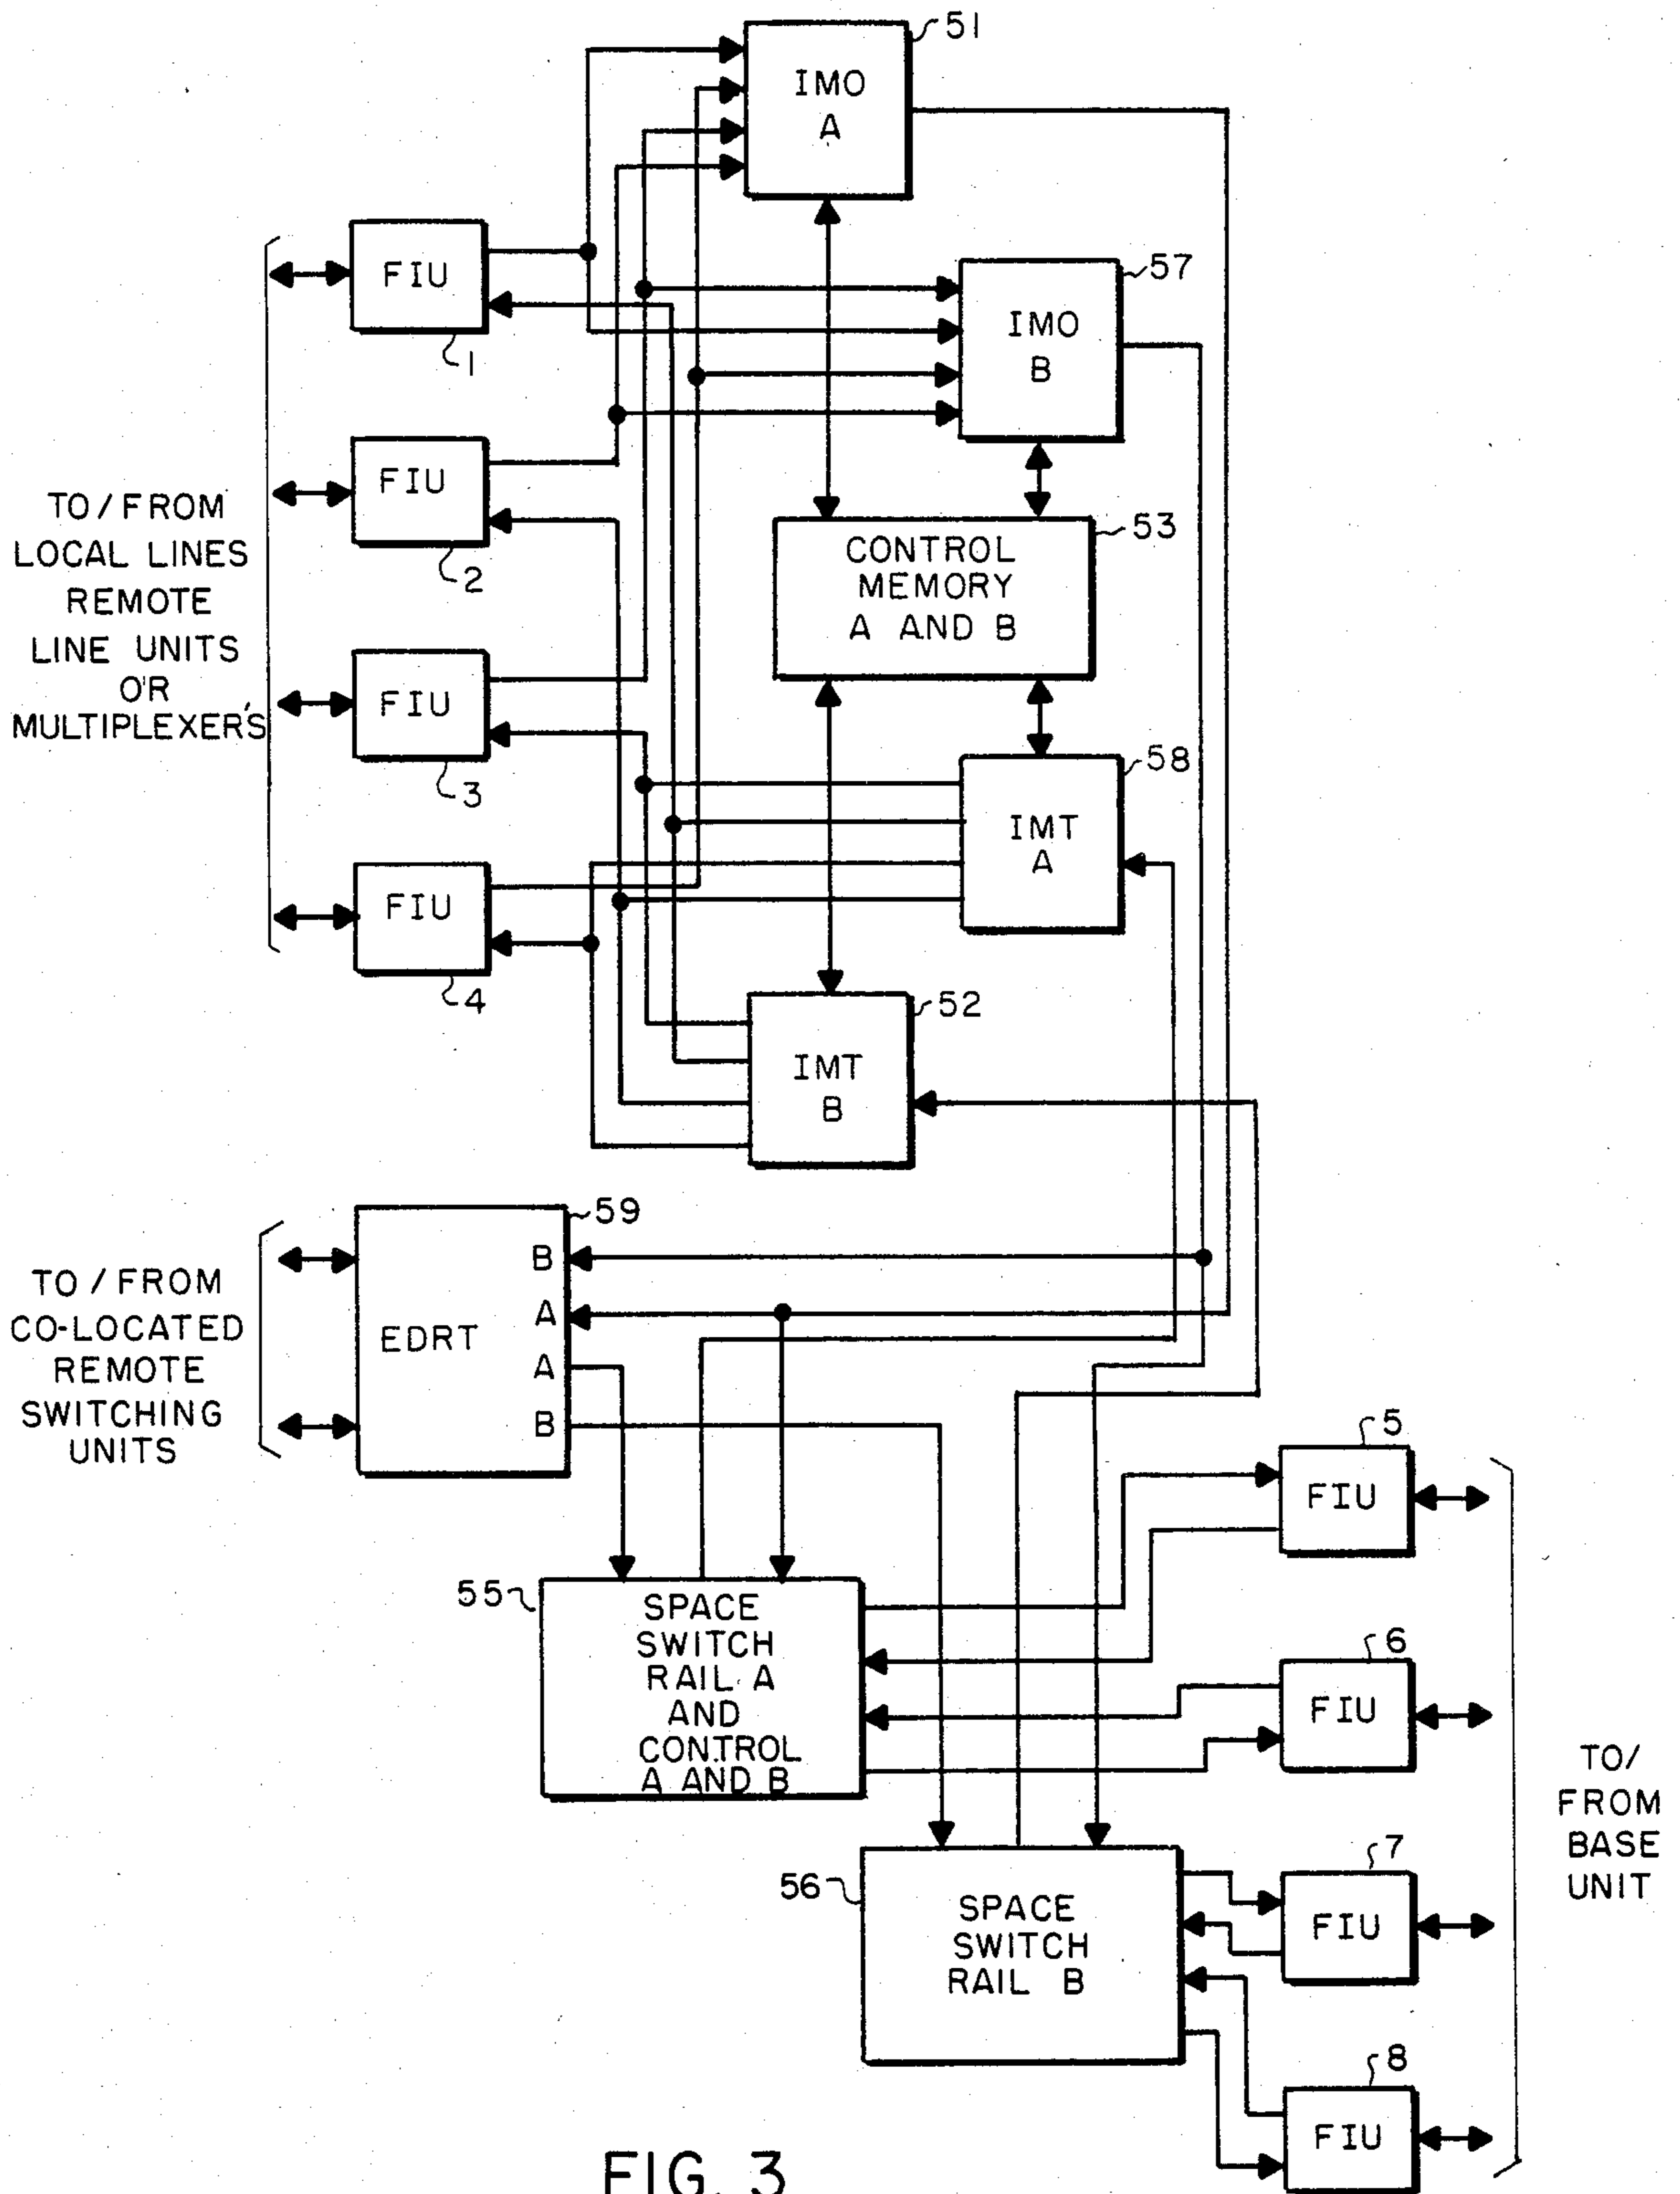 51
IMO
A
57
IMO
B
FIU
1
FIU
2
TO/FROM
LOCAL LINES
REMOTE
LINE UNITS
OR
MULTIPLEXER'S
53
CONTROL
MEMORY
A AND B
FIU
3
58
IMT
A
FIU
4
52
IMT
B
59
B
A
EDRT
A
B
TO/FROM
CO-LOCATED
REMOTE
SWITCHING
UNITS
5
FIU
55
SPACE
SWITCH
RAIL A
AND
CONTROL
A AND B
6
FIU
TO/
FROM
BASE
UNIT
56
SPACE
SWITCH
RAIL B
7
FIU
8
FIU
FIG. 3